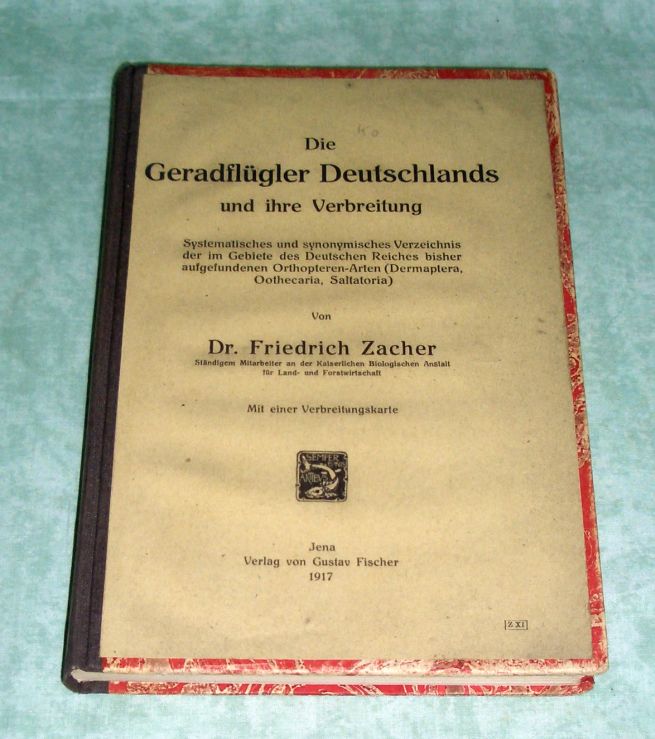 Die
Geradflügler Deutschlands
und ihre Verbreitung
Systematisches und synonymisches Verzeichnis
der im Gebiete des Deutschen Reiches bisher
aufgefundenen Orthopteren-Arten (Dermaptera,
Oothecaria, Saltatoria)
Von
Dr. Friedrich Zacher
Ständigem Mitarbeiter an der Kaiserlichen Biologischen Anstalt
für Land- und Forstwirtschaft
Mit einer Verbreitungskarte
SEMPER
Jena
Verlag von Gustav Fischer
1917
Z XI